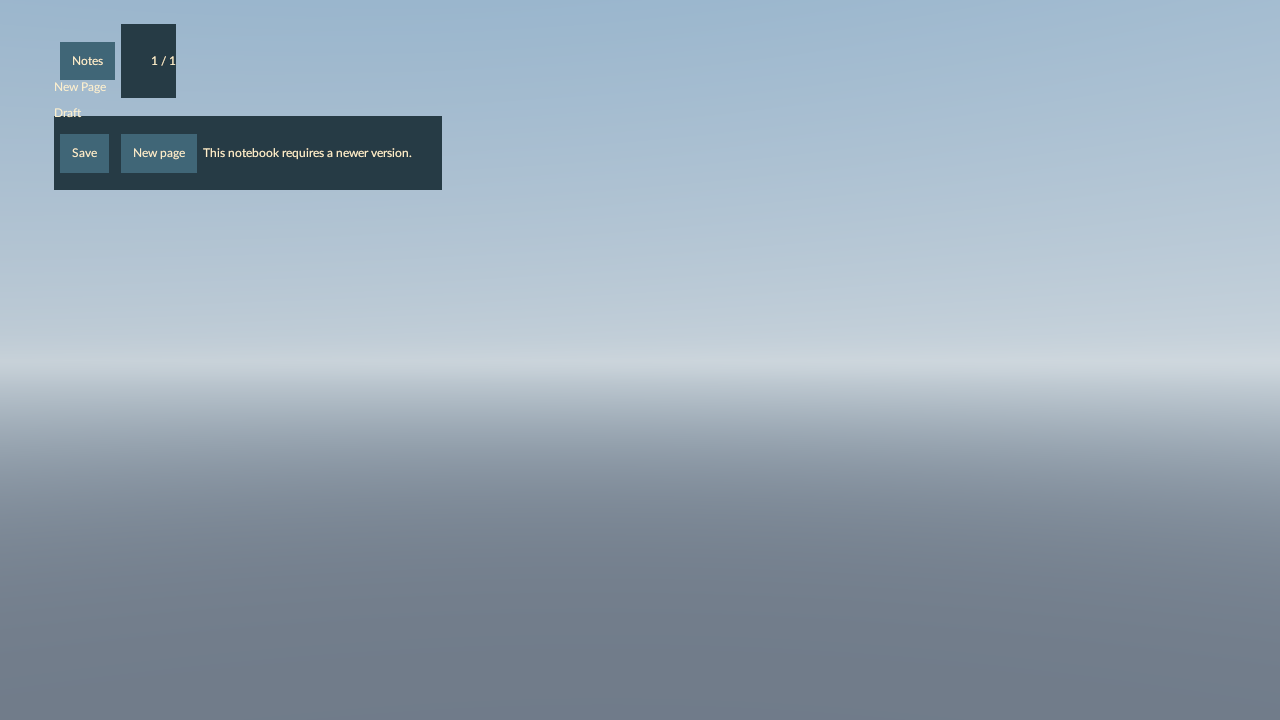 Notes
1 / 1
New Page
Draft
Save
New page
This notebook requires a newer version.